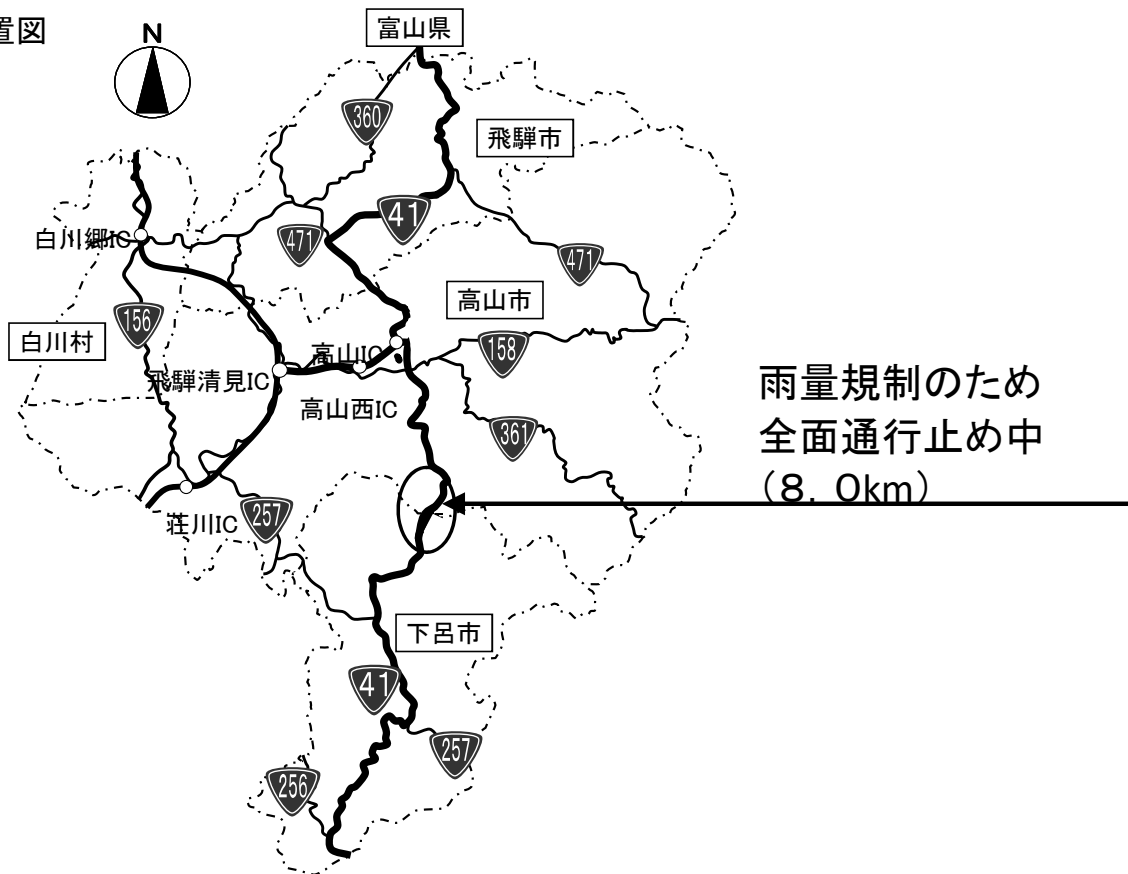 置図
N
富山県
360
飛騨市
41
白川郷IC
471
471
高山市
156
白川村
高山IC
158
飛騨清見IC
高山西IC
雨量規制のため
全面通行止め中
(8.0km)
361
荘川IC
257
下呂市
41
257
256